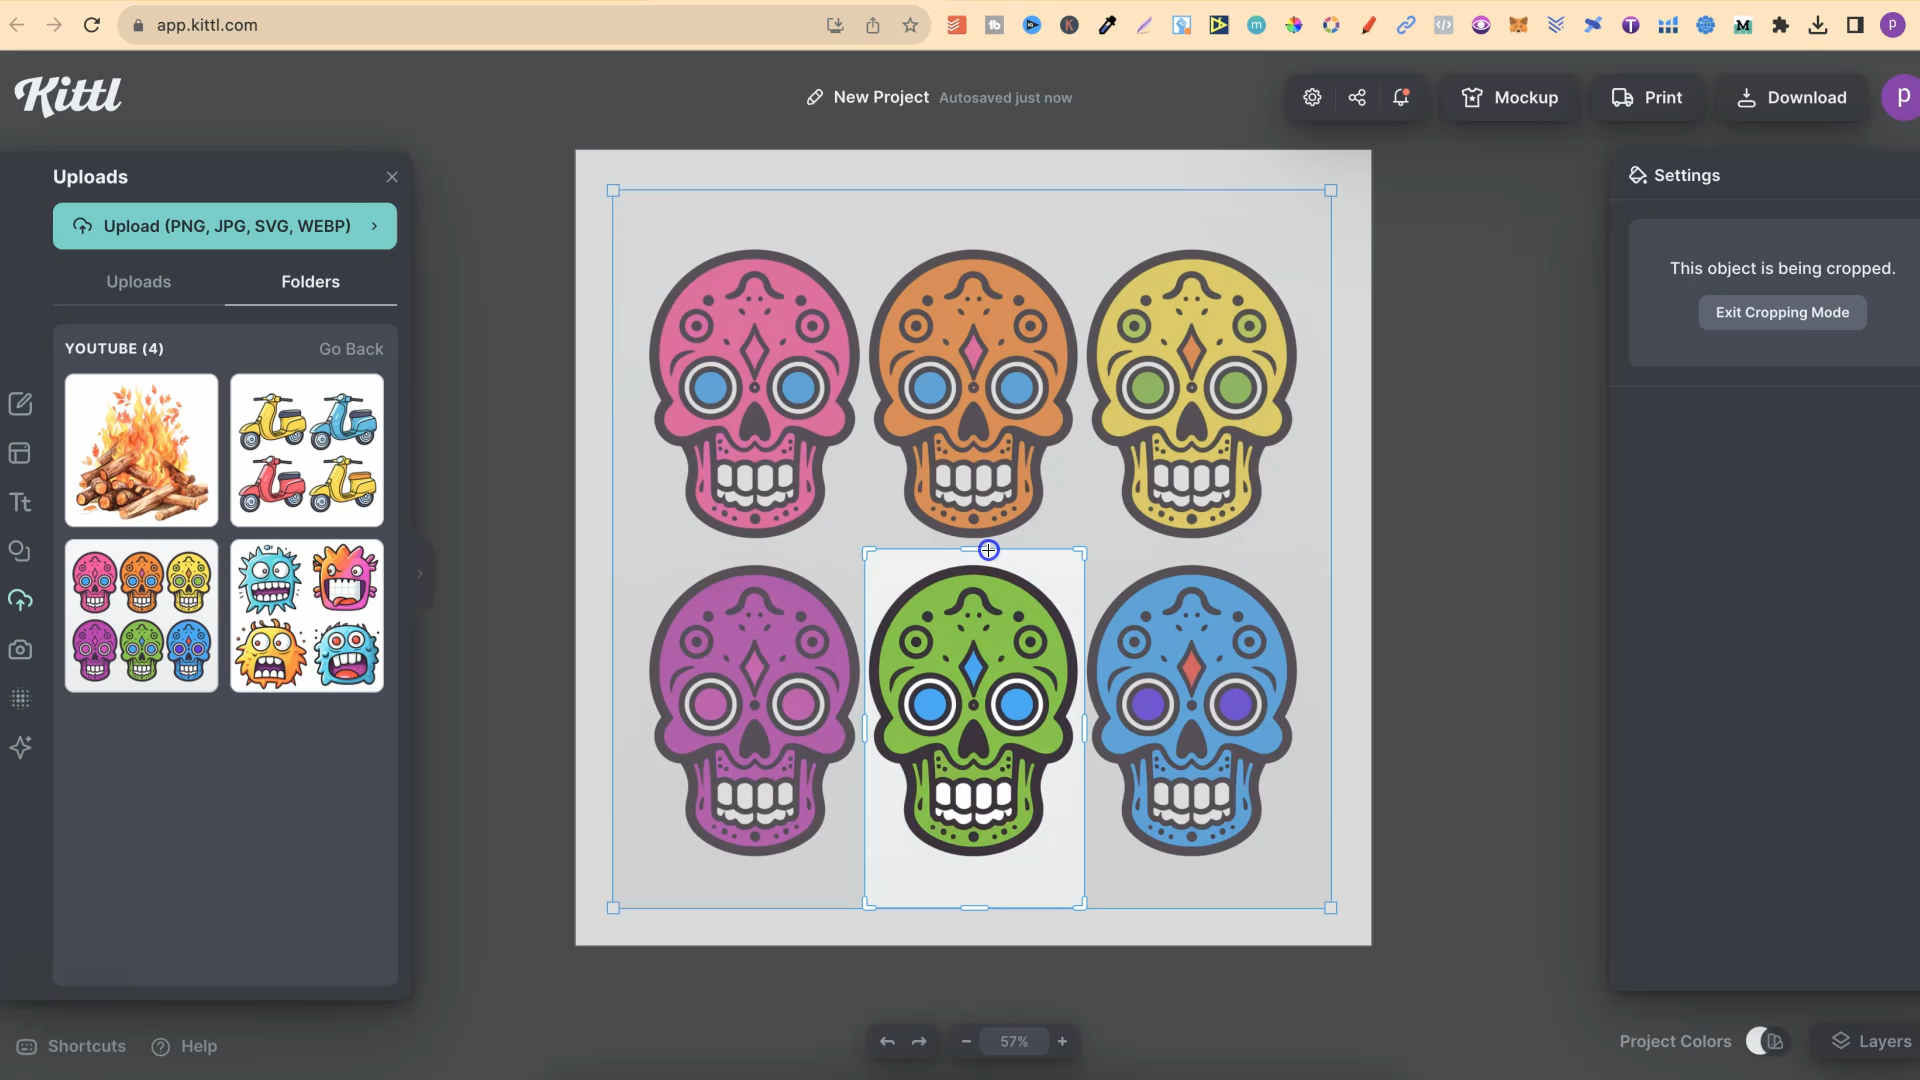 app.kittl.com
Kittl
New Project Autosaved just now
Mockup
Print
Download
p
Uploads
Upload (PNG, JPG, SVG, WEBP)
Uploads Folders
YOUTUBE (4) Go Back
Tt
Settings
This object is being cropped.
Exit Cropping Mode
Shortcuts Help
57%
Project Colors
Layers